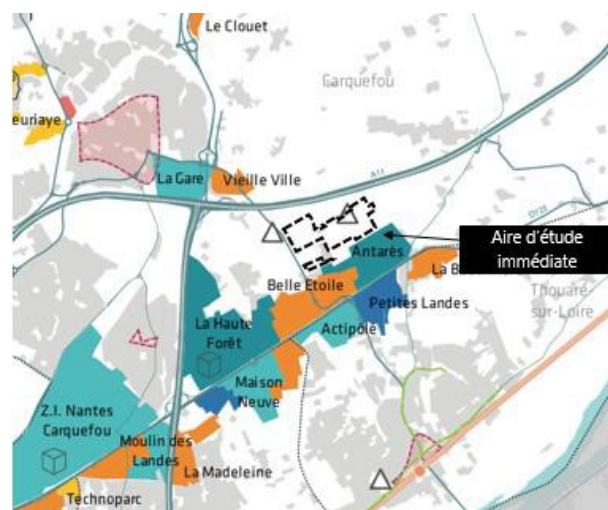 Le Clouet
Carquefou
euriaye
La Gare
Vieille Ville
A11
Aire d'étude
immédiate
Antarès
La B
Belle Etoile
Petites Landes
Thouaré
-sur-Loire
La Haute
Forêt
Actipôle
Maison
Neuve
Z.I. Nantes
Carquefou
Moulin des
Landes
La Madeleine
Technoparc